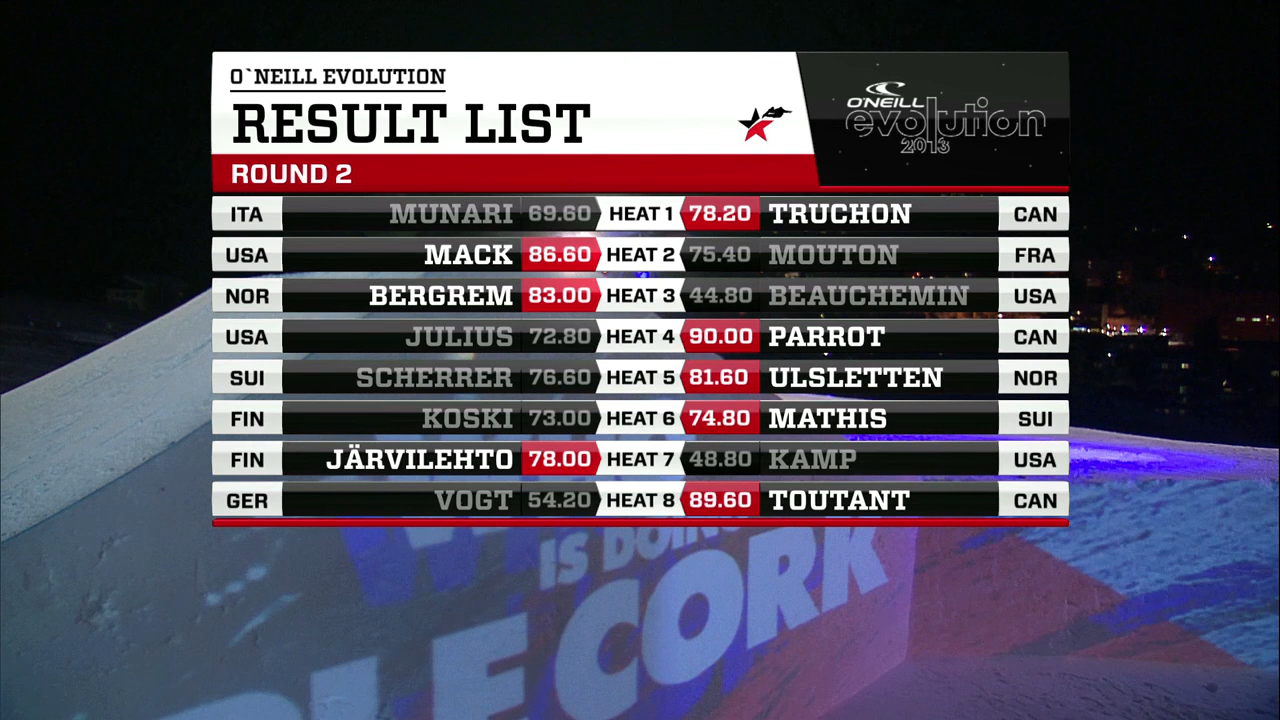 O`NEILL EVOLUTION
RESULT LIST
O'NEILL
evolution
2013
ROUND 2
ITA MUNARI 69.60 HEAT 1 78.20 TRUCHON CAN
USA MACK 86.60 HEAT 2 75.40 MOUTON FRA
NOR BERGREM 83.00 HEAT 3 44.80 BEAUCHEMIN USA
USA JULIUS 72.80 HEAT 4 90.00 PARROT CAN
SUI SCHERRER 76.60 HEAT 5 81.60 ULSLETTEN NOR
FIN KOSKI 73.00 HEAT 6 74.80 MATHIS SUI
FIN JÄRVILEHTO 78.00 HEAT 7 48.80 KAMP USA
GER VOGT 54.20 HEAT 8 89.60 TOUTANT CAN
IS DOING
CORK